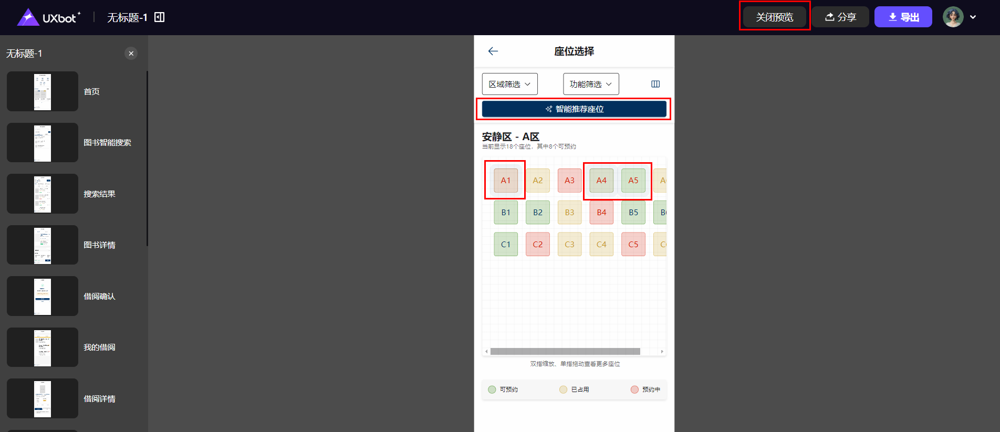 UXbot
无标题-1
关闭预览
分享
导出
无标题-1
首页
图书智能搜索
搜索结果
图书详情
借阅确认
我的借阅
借阅详情
座位选择
区域筛选
功能筛选
智能推荐座位
安静区 - A区
当前显示18个座位，其中8个可预约
A1 A2 A3 A4 A5
B1 B2 B3 B4 B5
C1 C2 C3 C4 C5
双指缩放、单指拖动查看更多座位
可预约 已占用 预约中